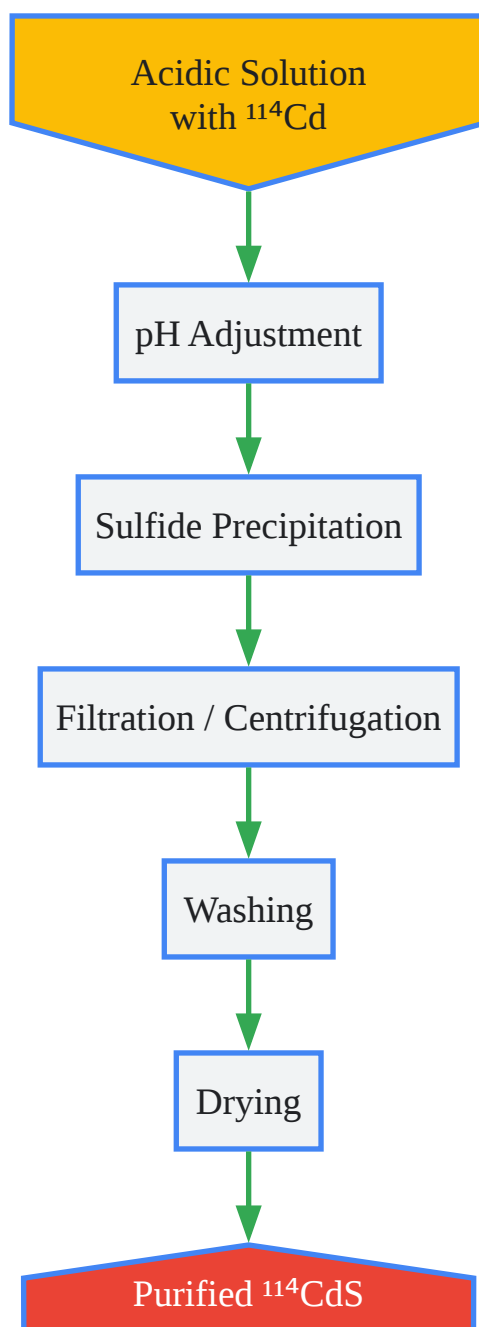 Acidic Solution
with ¹¹⁴Cd
pH Adjustment
Sulfide Precipitation
Filtration / Centrifugation
Washing
Drying
Purified ¹¹⁴CdS